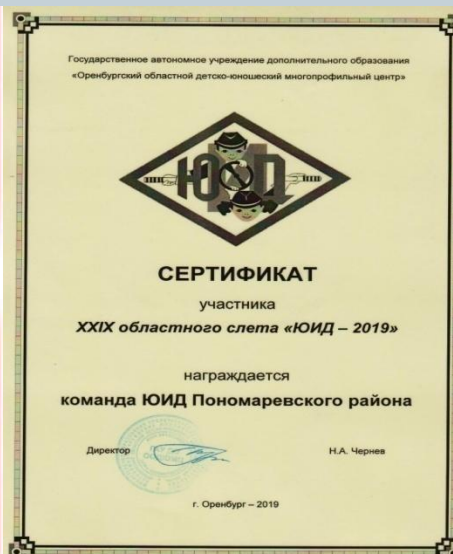 Государственное автономное учреждение дополнительного образования
«Оренбургский областной детско-юношеский многопрофильный центр»
ЮИД
СЕРТИФИКАТ
участника
XXIX областного слета «ЮИД – 2019»
награждается
команда ЮИД Пономаревского района
Директор
Н.А. Чернев
г. Оренбург – 2019